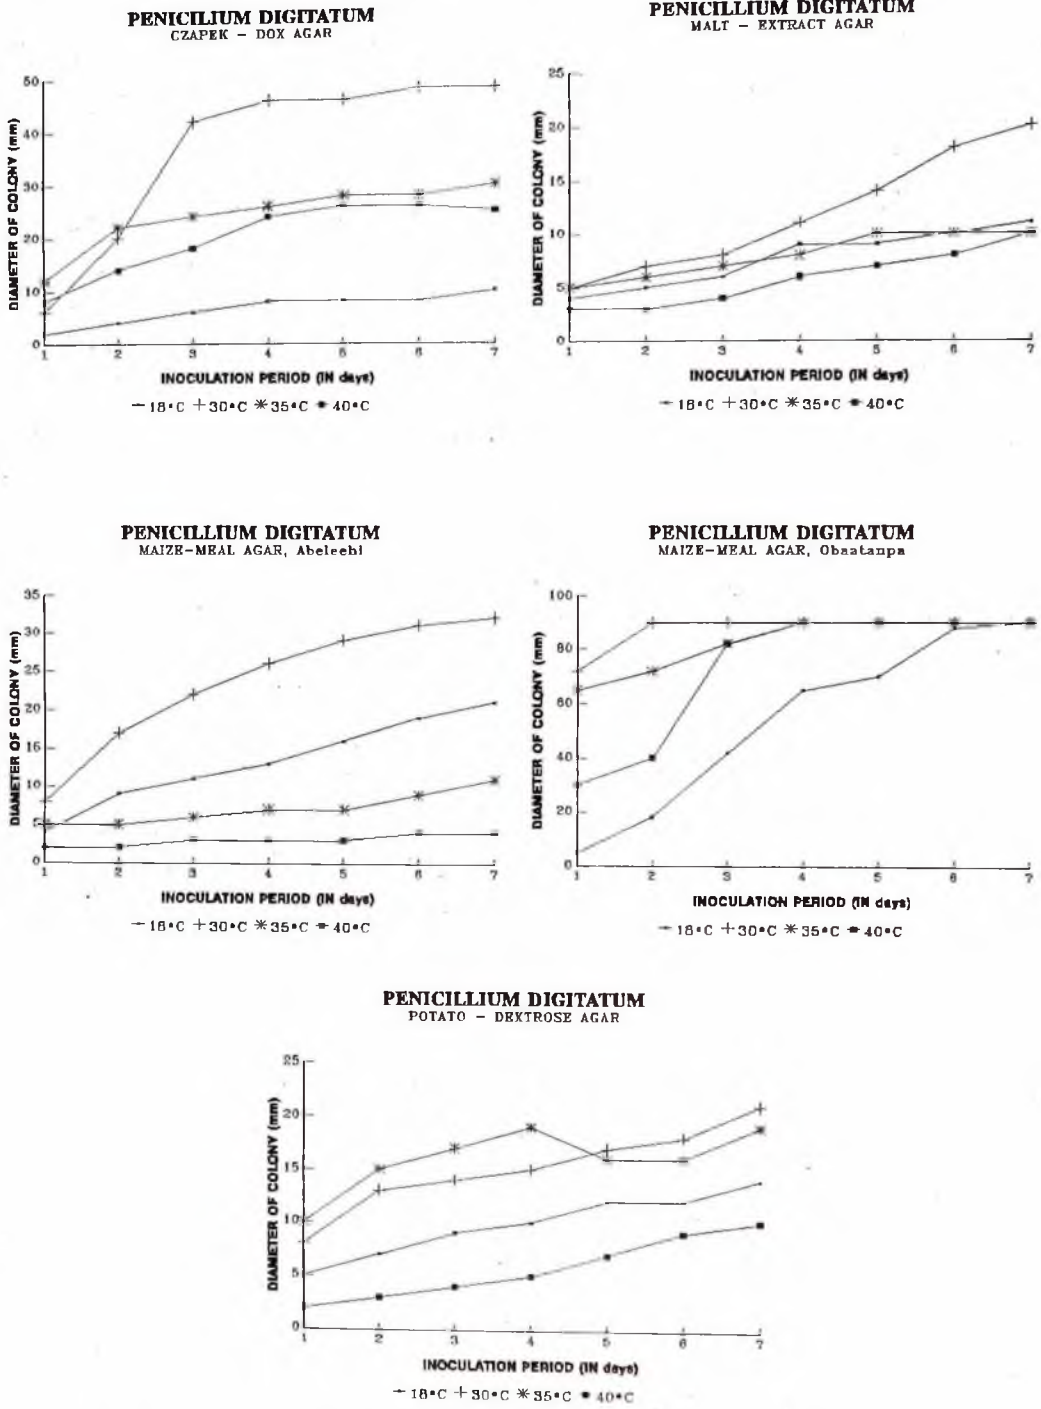 PENICILIUM DIGITATUM
CZAPEK - DOX AGAR
DIAMETER OF COLONY (mm)
50
40
30
20
10
0
1 2 3 4 5 6 7
INOCULATION PERIOD (IN days)
18°C 30°C 35°C 40°C
PENICILLIUM DIGITATUM
MALT - EXTRACT AGAR
DIAMETER OF COLONY (mm)
25
20
15
10
5
0
1 2 3 4 5 6 7
INOCULATION PERIOD (IN days)
18°C 30°C 35°C 40°C
PENICILLIUM DIGITATUM
MAIZE-MEAL AGAR, Abeleehi
DIAMETER OF COLONY (mm)
35
30
25
20
15
10
5
0
1 2 3 4 5 6 7
INOCULATION PERIOD (IN days)
18°C 30°C 35°C 40°C
PENICILLIUM DIGITATUM
MAIZE-MEAL AGAR, Obaatanpa
DIAMETER OF COLONY (mm)
100
80
60
40
20
0
1 2 3 4 5 6 7
INOCULATION PERIOD (IN days)
18°C 30°C 35°C 40°C
PENICILLIUM DIGITATUM
POTATO - DEXTROSE AGAR
DIAMETER OF COLONY (mm)
25
20
15
10
5
0
1 2 3 4 5 6 7
INOCULATION PERIOD (IN days)
18°C 30°C 35°C 40°C